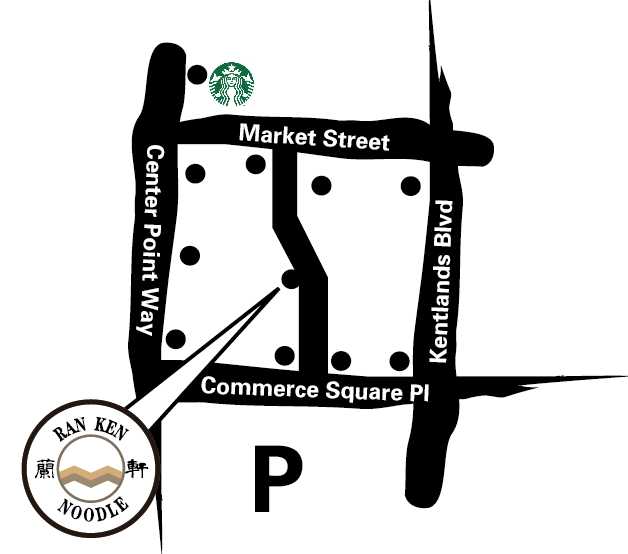 Market Street
Center Point Way
Kentlands Blvd
Commerce Square Pl
RAN KEN
蘭 軒
NOODLE
P